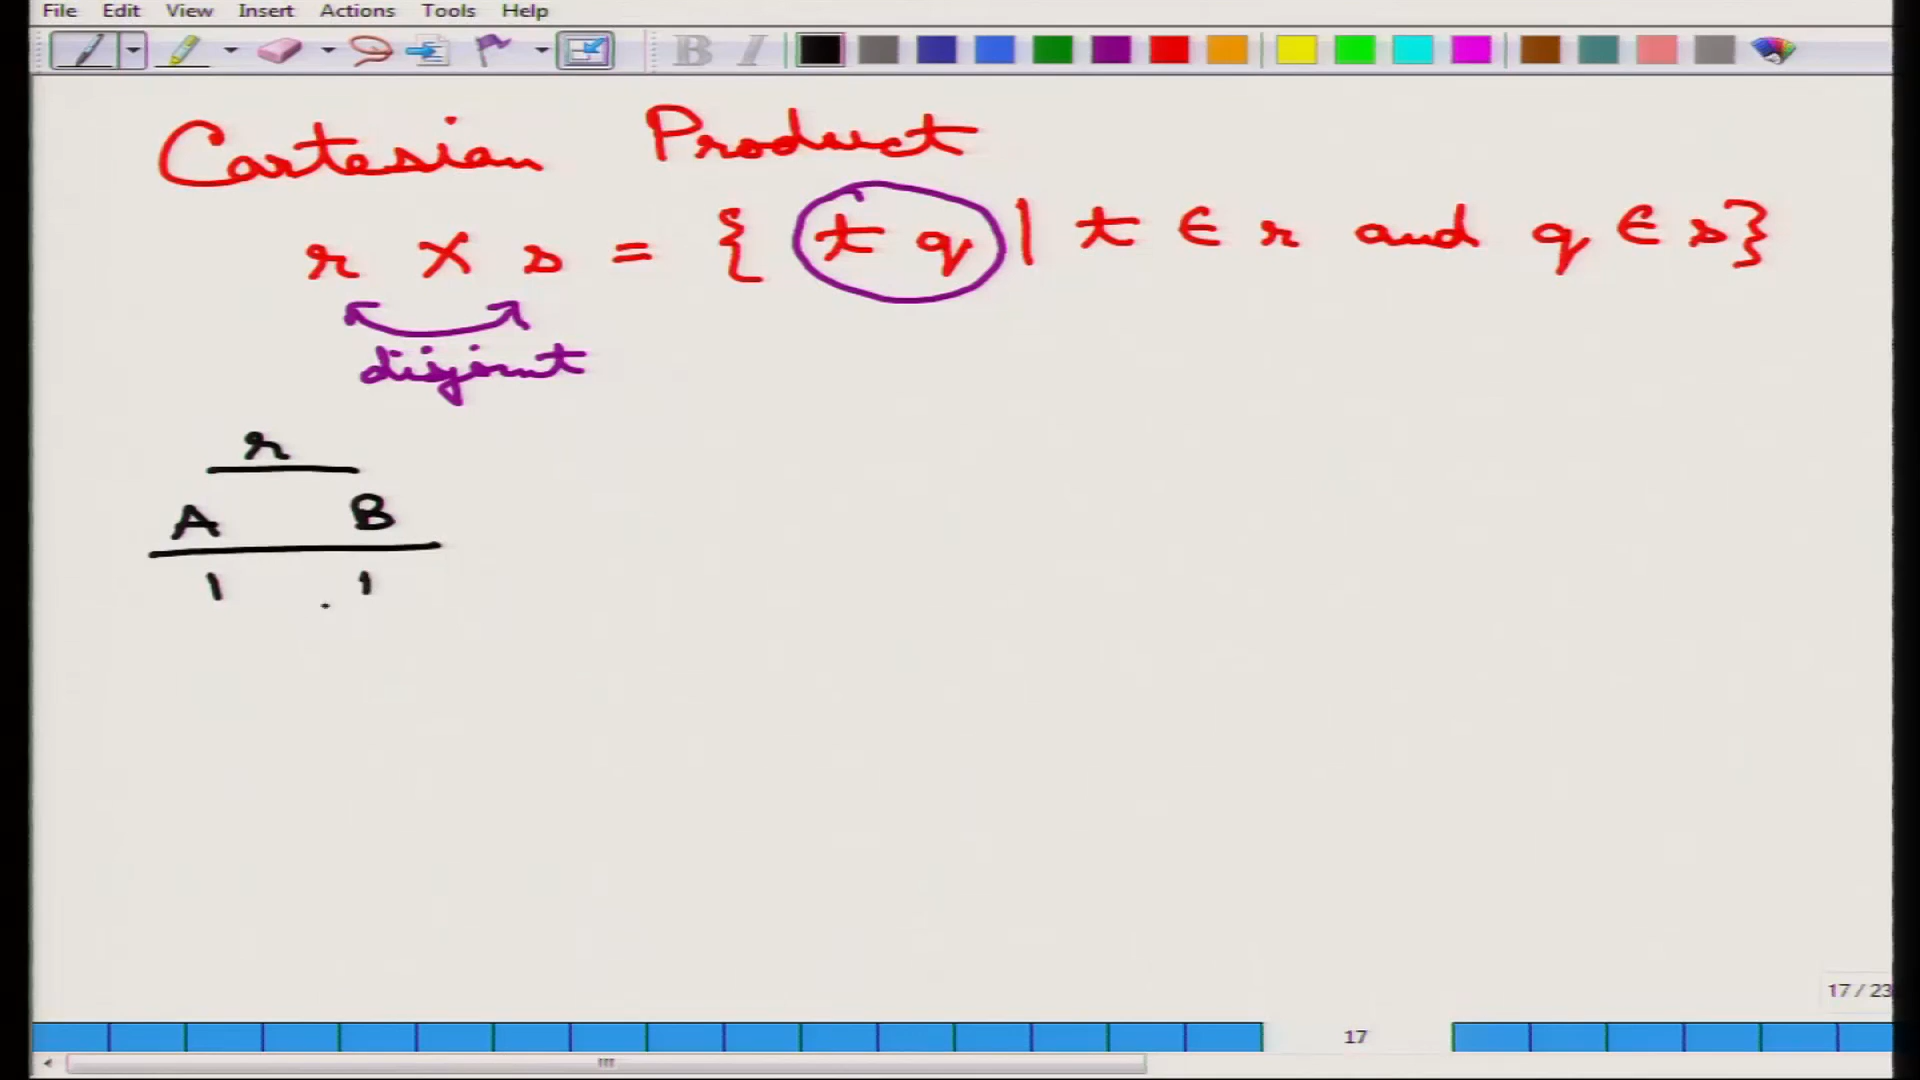 File Edit View Insert Actions Tools Help
B I
Cartesian Product
r × s = { t q | t ∈ r and q ∈ s}
disjoint
r
A B
1 1
17 / 23
17